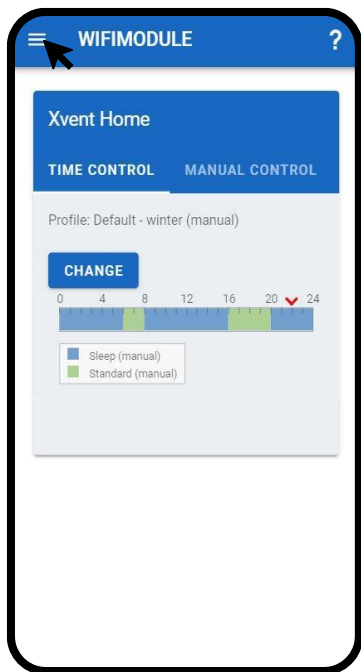 WIFIMODULE ?
Xvent Home
TIME CONTROL MANUAL CONTROL
Profile: Default - winter (manual)
CHANGE
0 4 8 12 16 20 24
Sleep (manual)
Standard (manual)